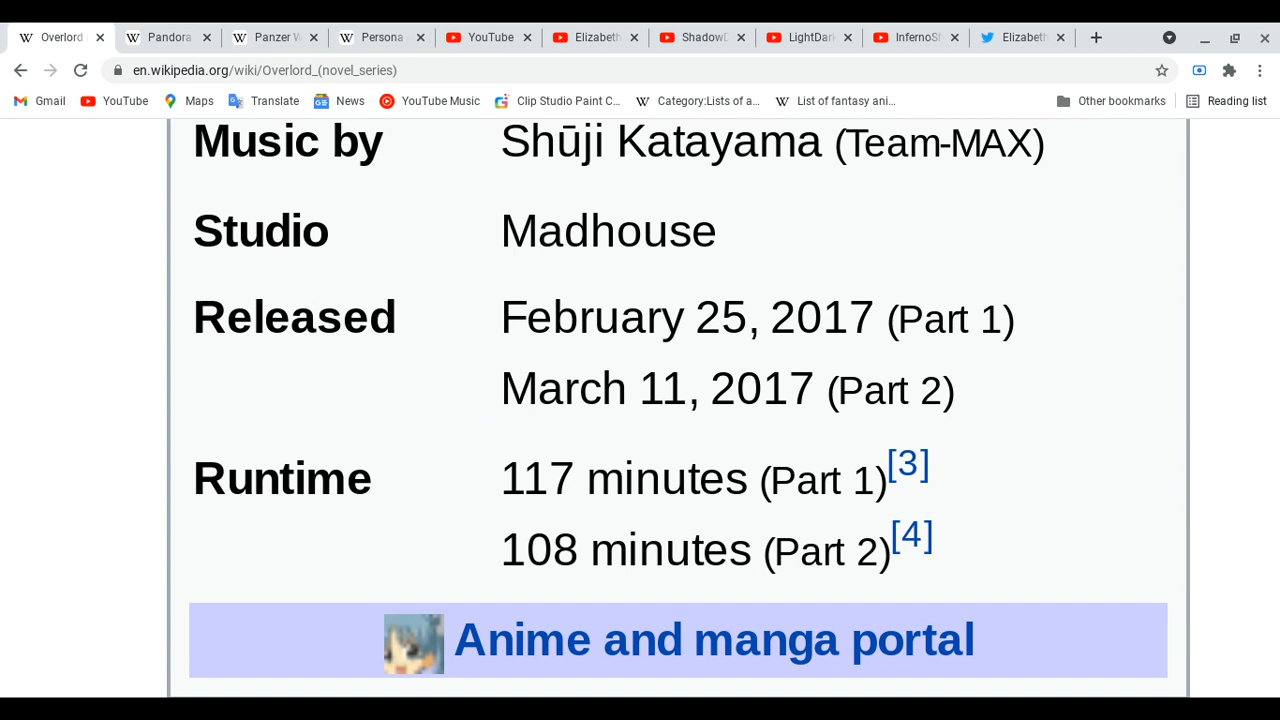 Overlord
Pandora
Panzer W
Persona
YouTube
Elizabeth
ShadowD
LightDark
InfernoSh
Elizabeth
en.wikipedia.org/wiki/Overlord_(novel_series)
Gmail
YouTube
Maps
Translate
News
YouTube Music
Clip Studio Paint C...
Category:Lists of a...
List of fantasy ani...
Other bookmarks
Reading list
Music by Shūji Katayama (Team-MAX)
Studio Madhouse
Released February 25, 2017 (Part 1)
March 11, 2017 (Part 2)
Runtime 117 minutes (Part 1)[3]
108 minutes (Part 2)[4]
Anime and manga portal